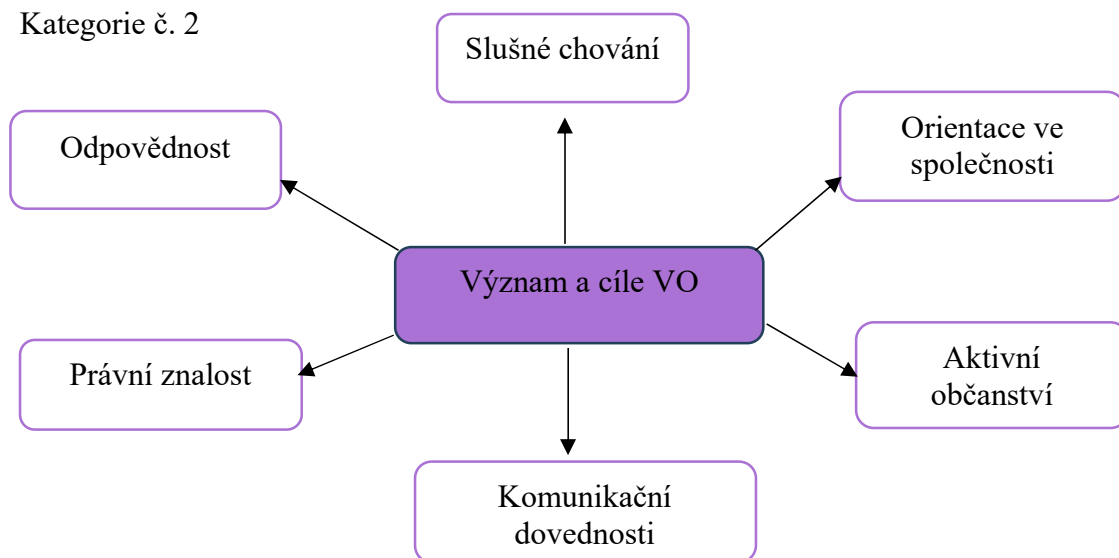 Kategorie č. 2
Slušné chování
Odpovědnost
Orientace ve
společnosti
Význam a cíle VO
Právní znalost
Aktivní
občanství
Komunikační
dovednosti